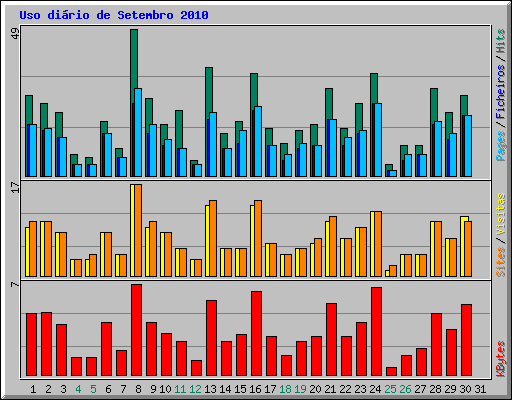 Uso diário de Setembro 2010
49
17
7
Pages / Ficheiros / Hits
Sites / Visitas
KBytes
1 2 3 4 5 6 7 8 9 10 11 12 13 14 15 16 17 18 19 20 21 22 23 24 25 26 27 28 29 30 31